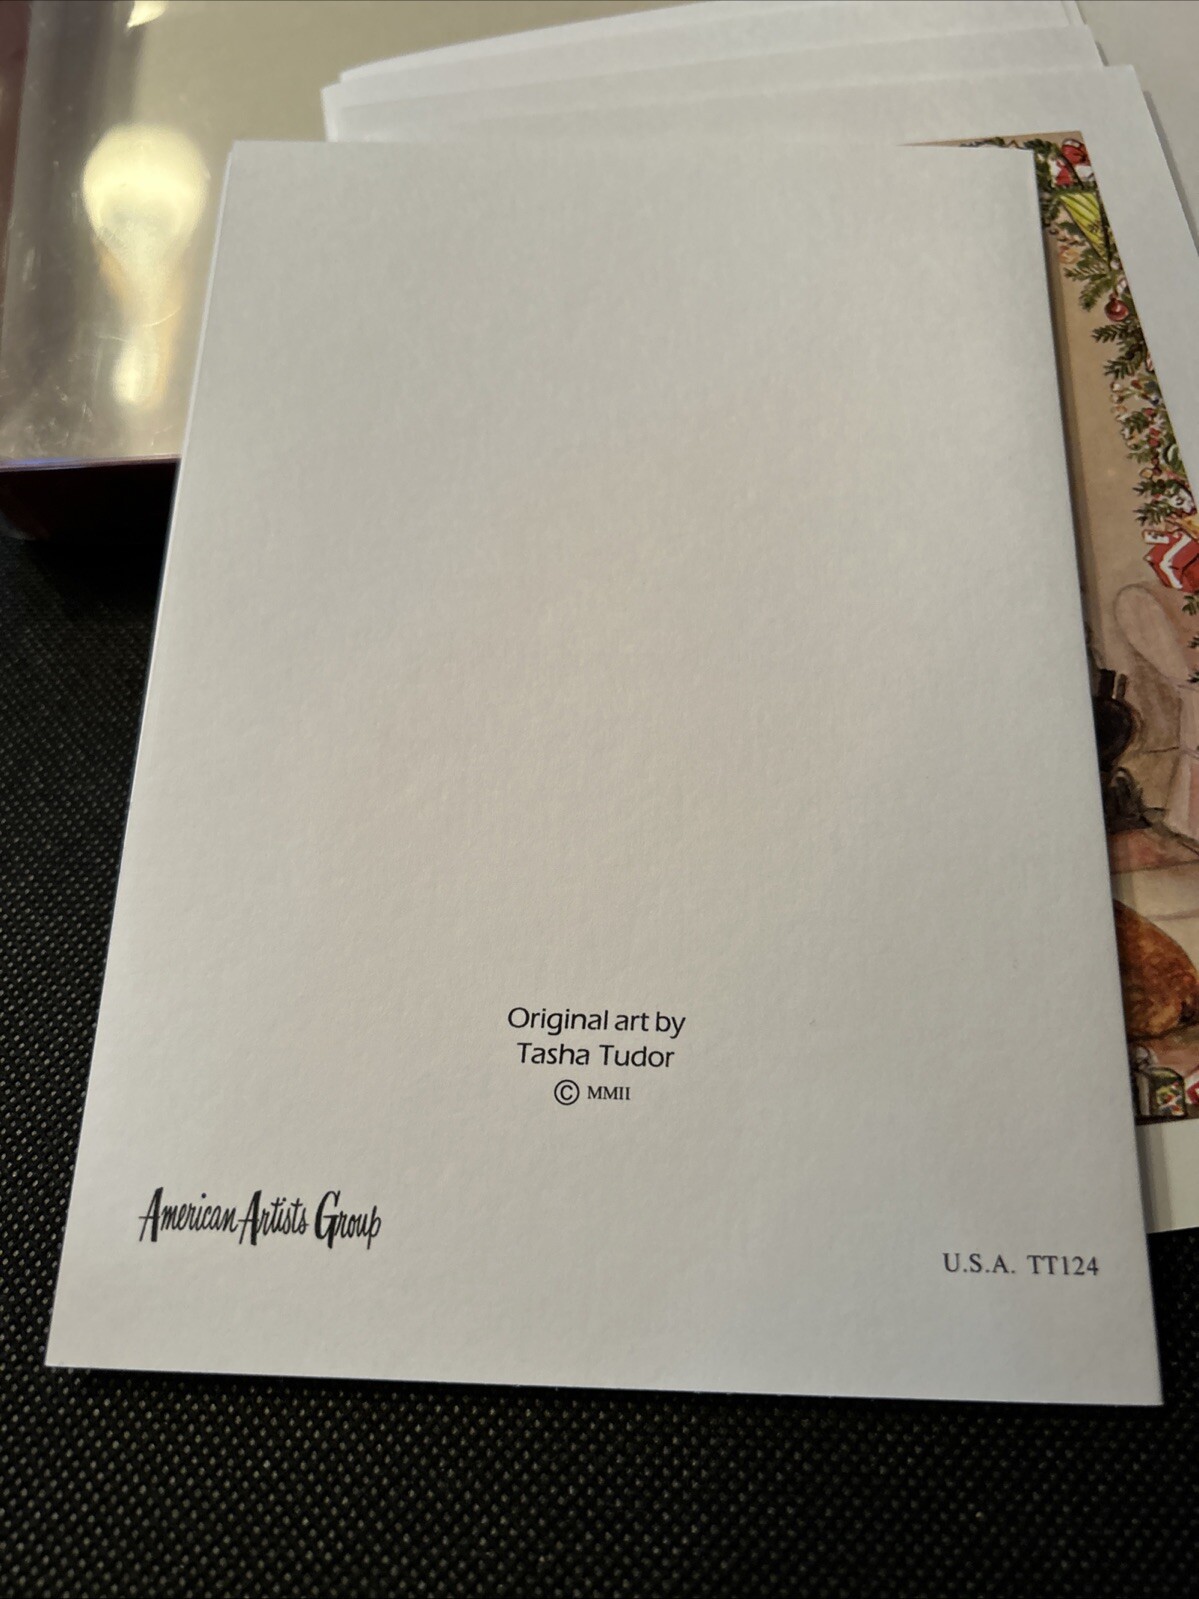 Original art by
Tasha Tudor
© MMII
American Artists Group
U.S.A. TT124